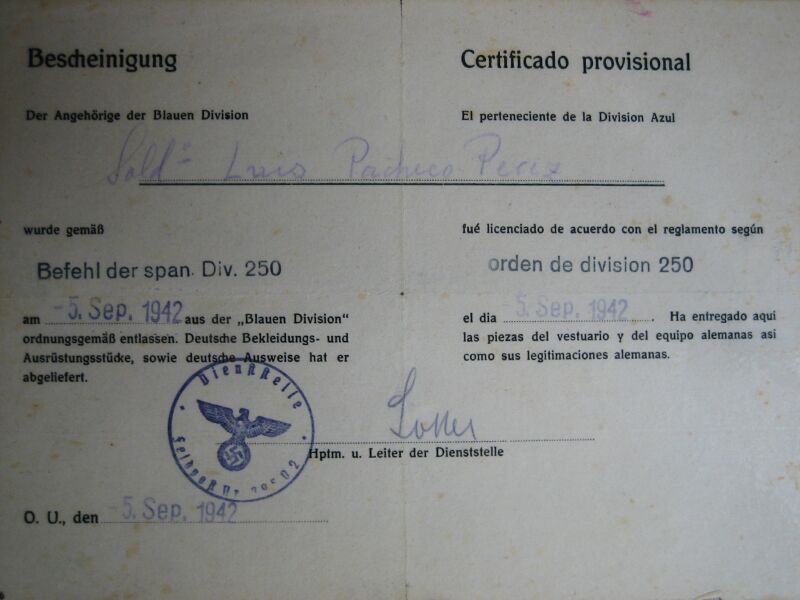 Bescheinigung
Der Angehörige der Blauen Division
Certificado provisional
El perteneciente de la Division Azul
Sold.º Luis Pacheco Perez
wurde gemäß
Befehl der span. Div. 250
am -5. Sep. 1942 aus der „Blauen Division"
ordnungsgemäß entlassen. Deutsche Bekleidungs- und
Ausrüstungsstücke, sowie deutsche Ausweise hat er
abgeliefert.
fué licenciado de acuerdo con el reglamento según
orden de division 250
el dia 5. Sep. 1942. Ha entregado aqui
las piezas del vestuario y del equipo alemanas asi
como sus legitimaciones alemanas.
Dienststelle
Feldpost Nr.
Hptm. u. Leiter der Dienststelle
O. U., den -5. Sep. 1942